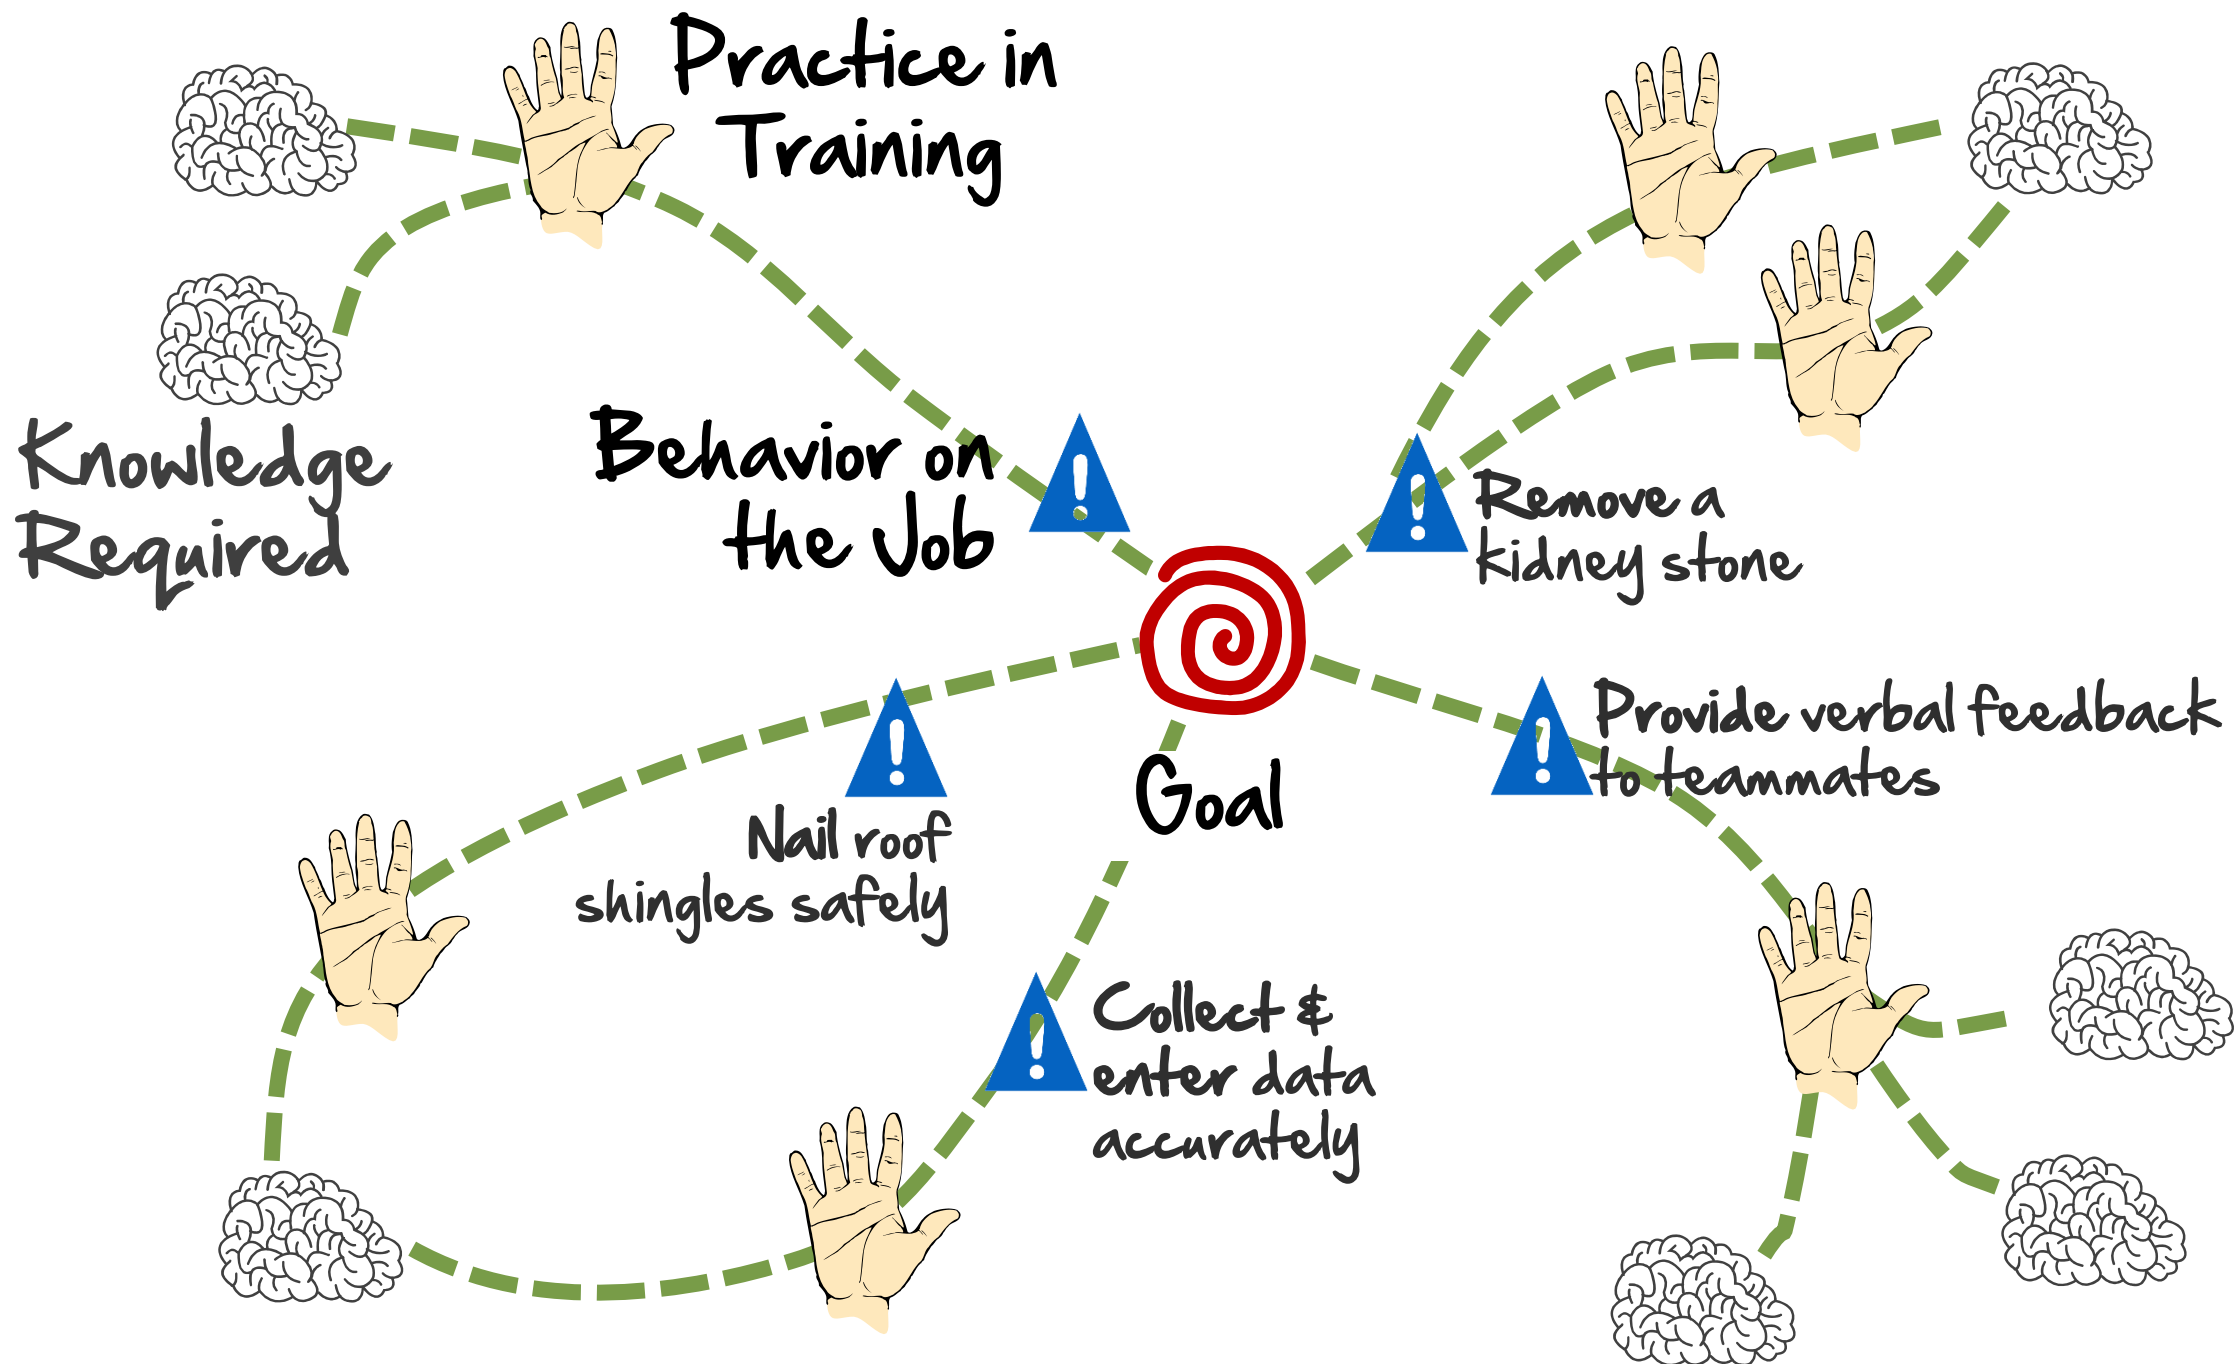 Practice in
Training
Knowledge
Required
Behavior on
the Job
Remove a
kidney stone
Provide verbal feedback
to teammates
Goal
Nail roof
shingles safely
Collect &
enter data
accurately